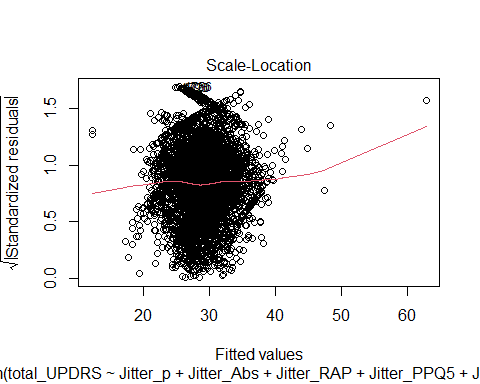 Scale-Location
√|Standardized residuals|
1.5
1.0
0.5
0.0
20 30 40 50 60
Fitted values
n(total_UPDRS ~ Jitter_p + Jitter_Abs + Jitter_RAP + Jitter_PPQ5 + J